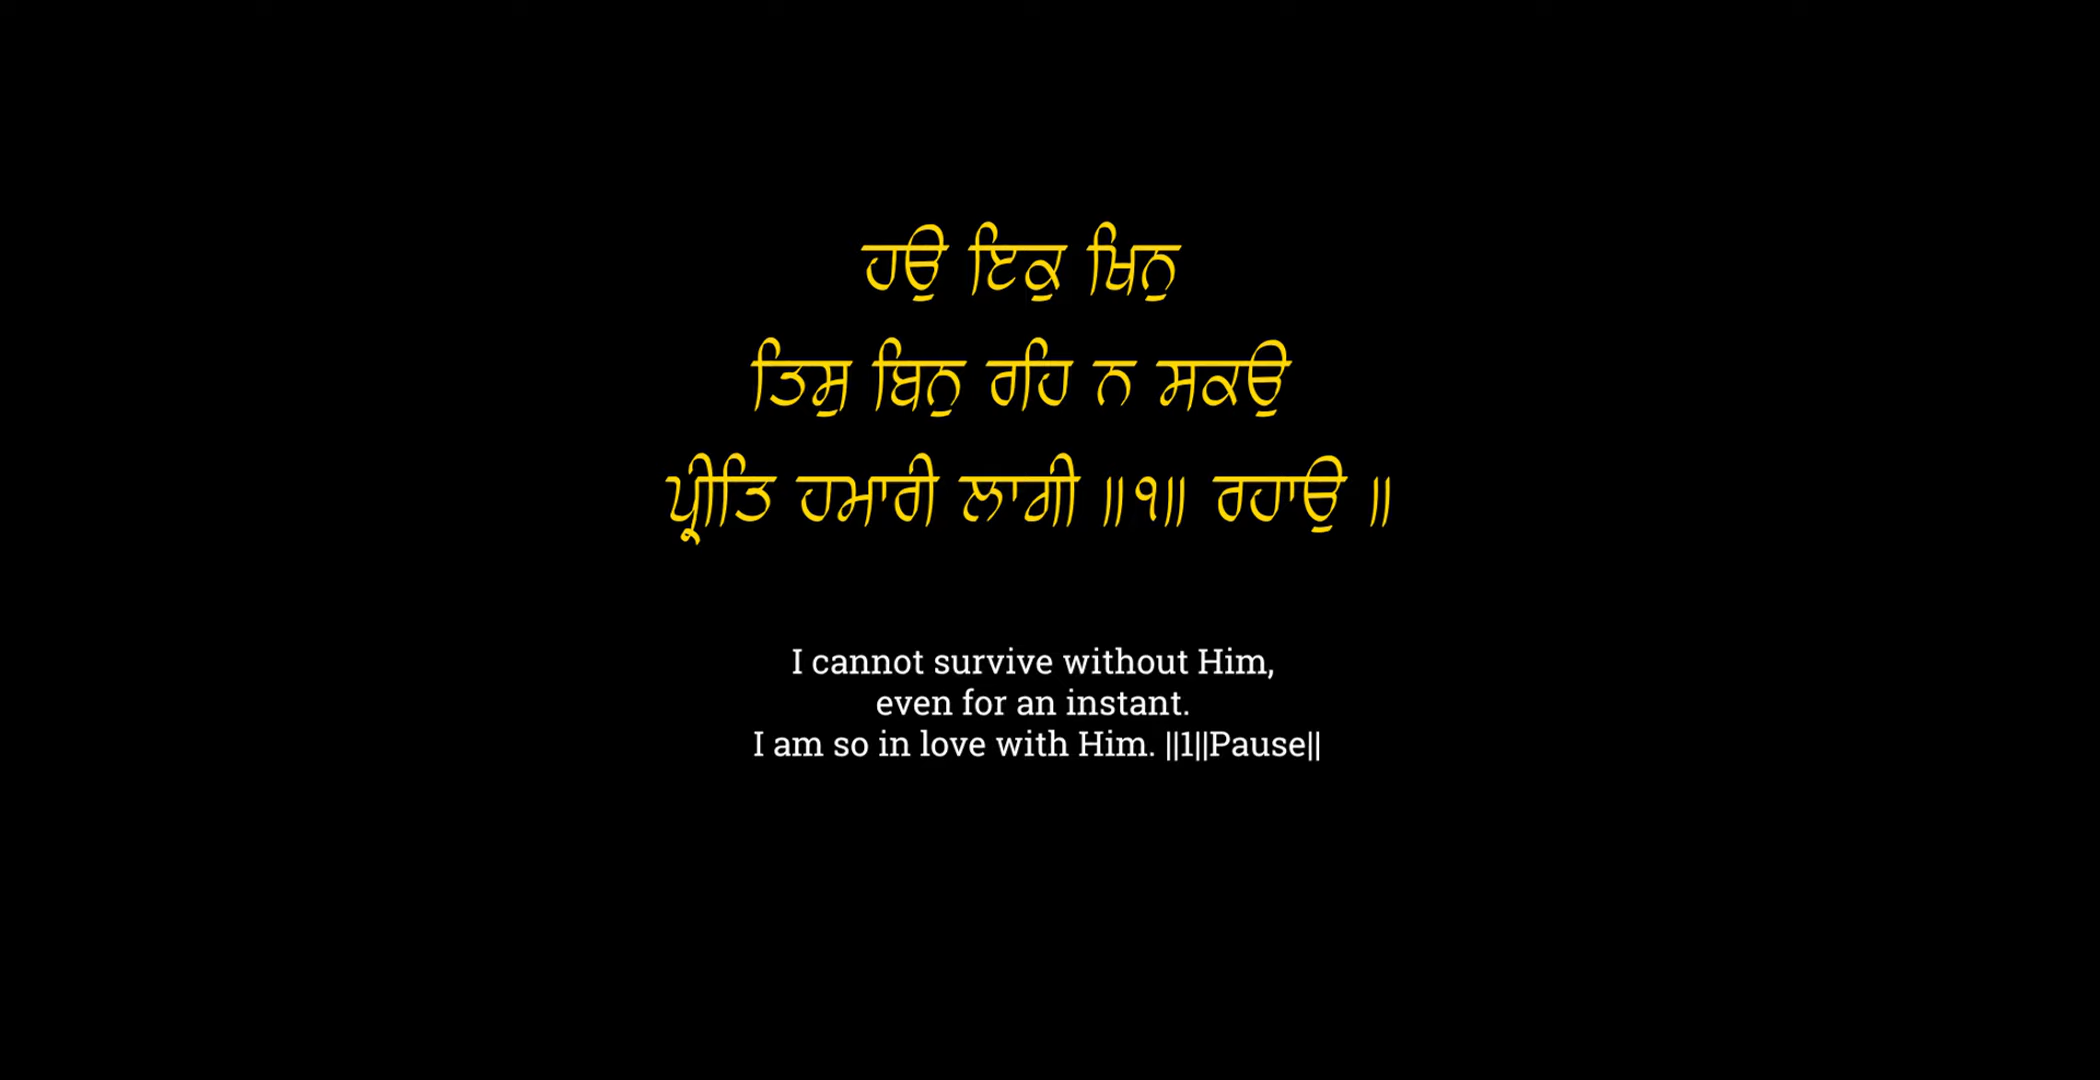 ਹਉ ਇਕੁ ਖਿਨੁ
ਤਿਸੁ ਬਿਨੁ ਰਹਿ ਨ ਸਕਉ
ਪ੍ਰੀਤਿ ਹਮਾਰੀ ਲਾਗੀ ॥੧॥ ਰਹਾਉ ॥
I cannot survive without Him,
even for an instant.
I am so in love with Him. ||1||Pause||